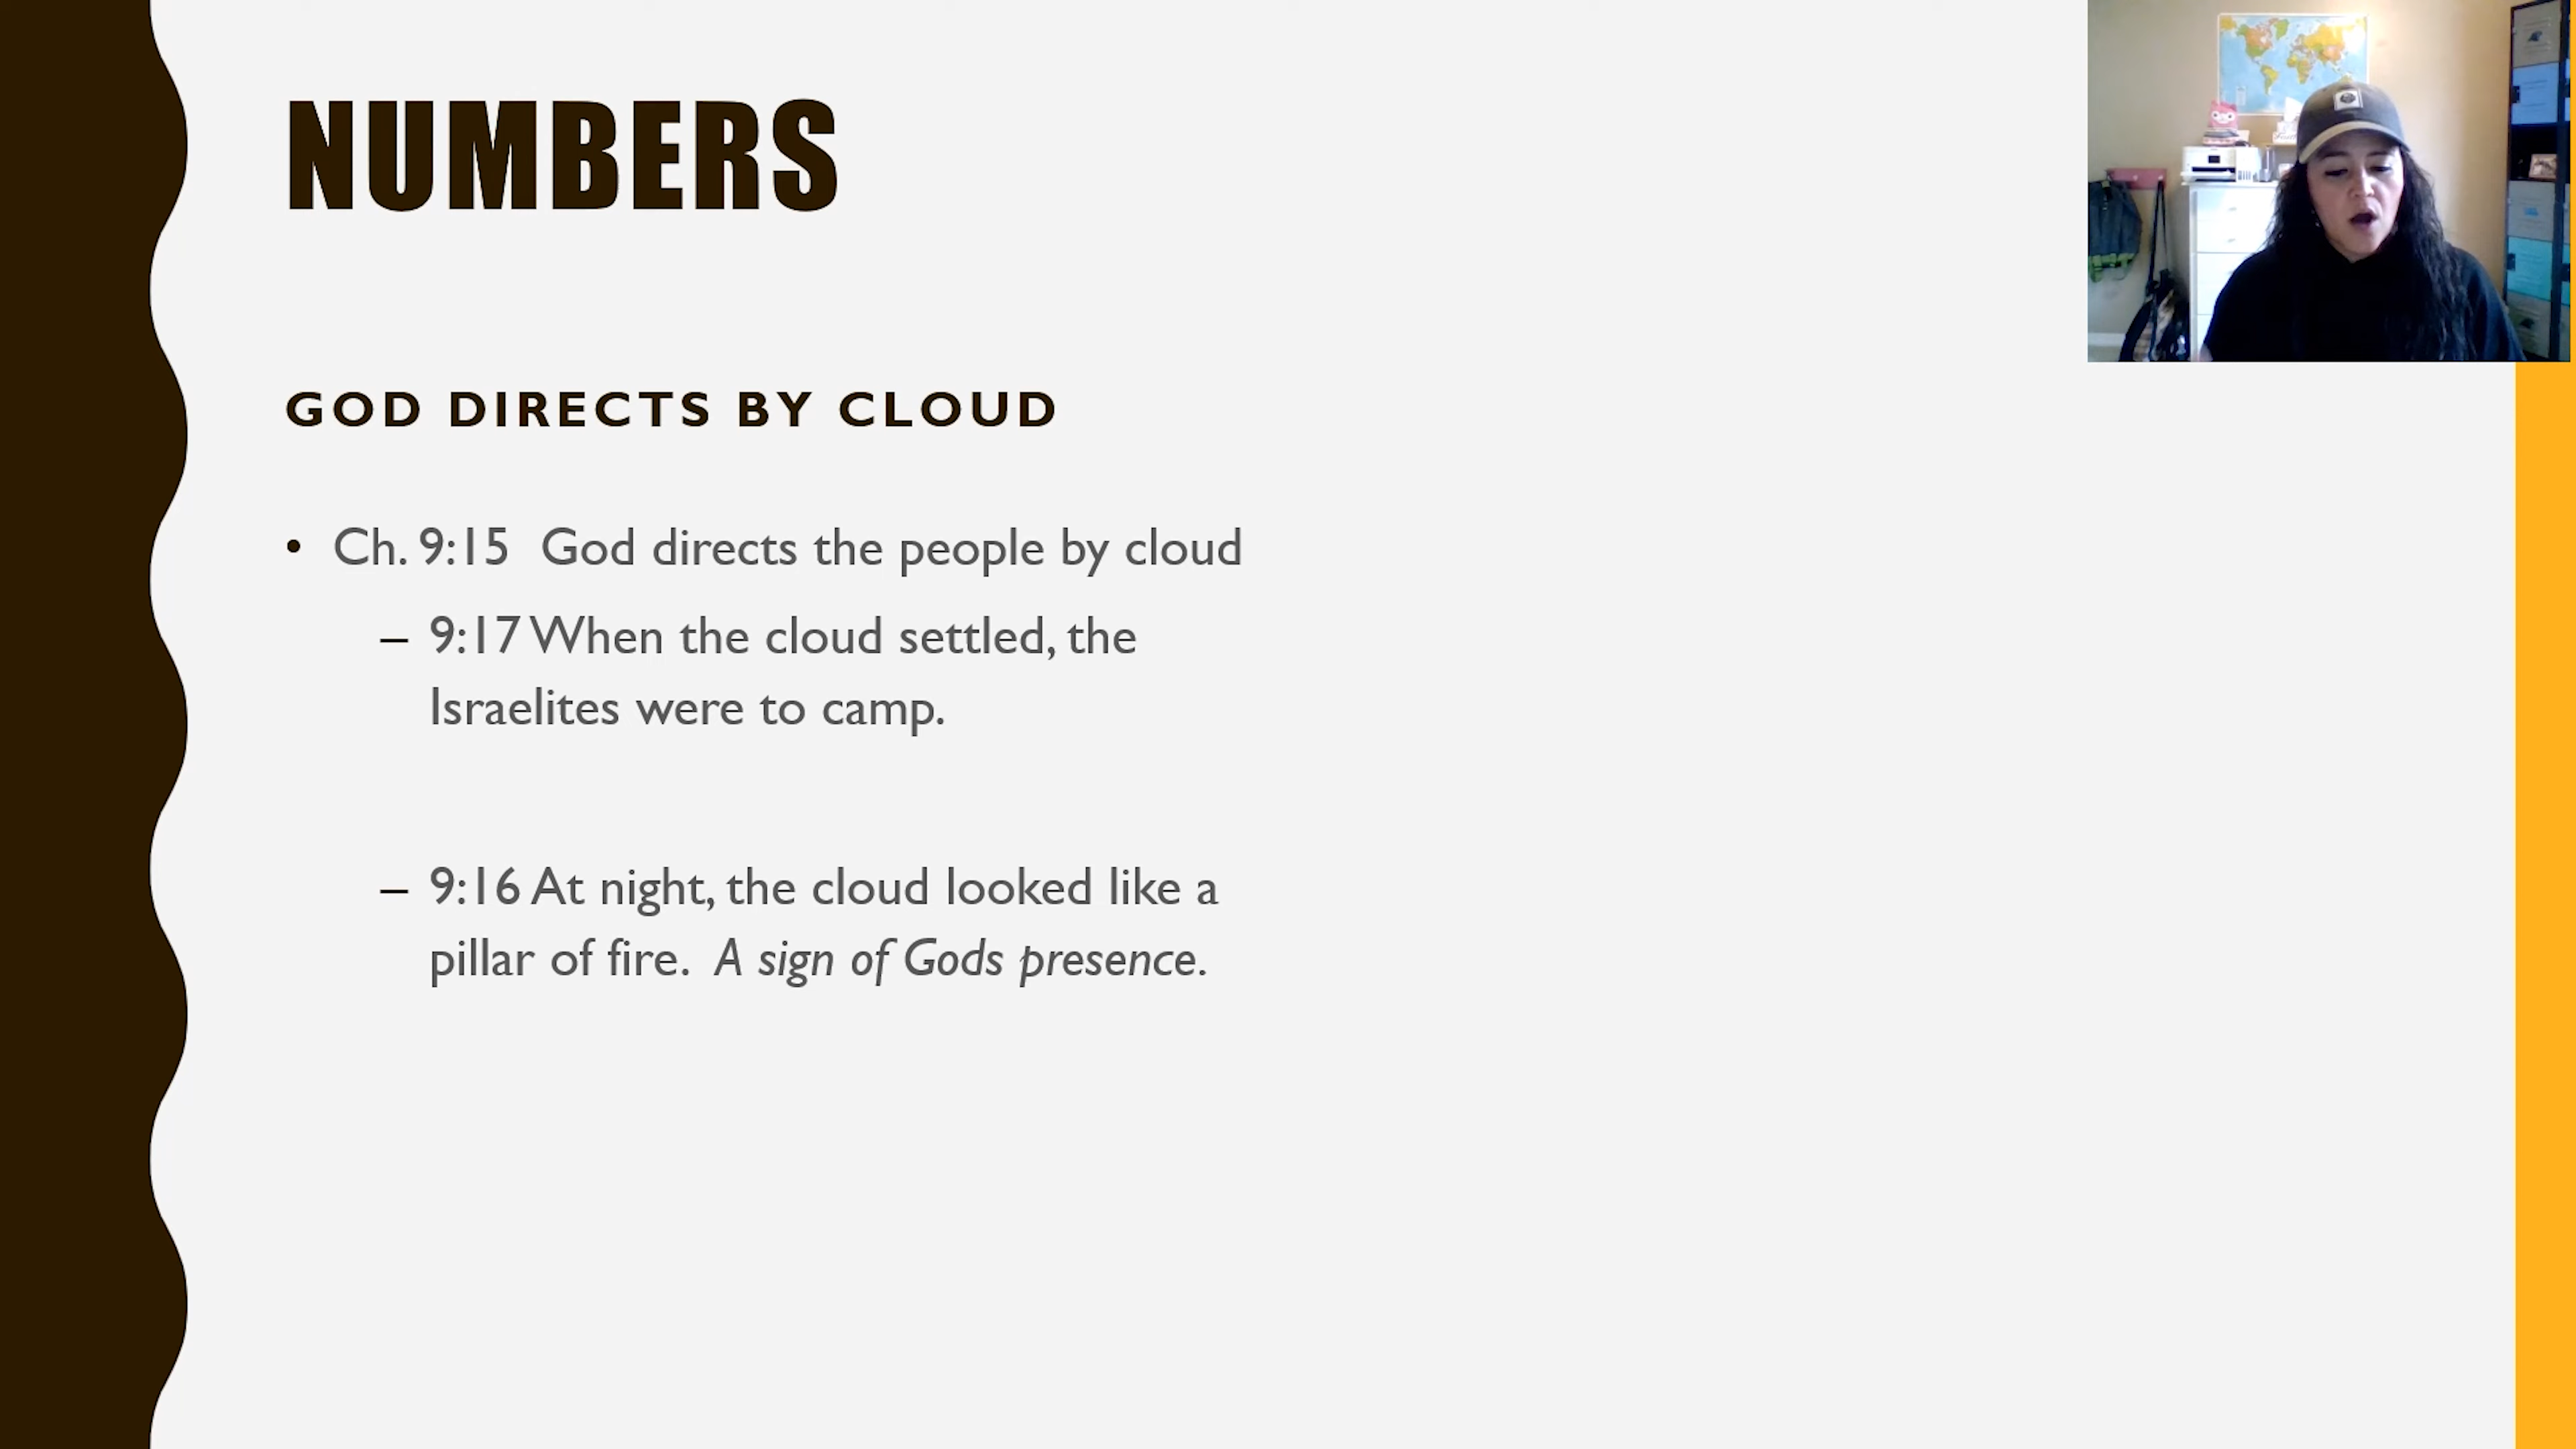 NUMBERS
GOD DIRECTS BY CLOUD
• Ch. 9:15 God directs the people by cloud
– 9:17 When the cloud settled, the
Israelites were to camp.
– 9:16 At night, the cloud looked like a
pillar of fire. A sign of Gods presence.